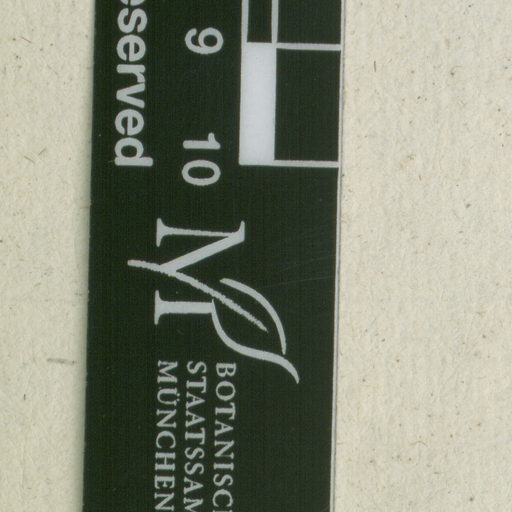 eserved
9 10
BOTANISC
STAATSSAM
MÜNCHEN